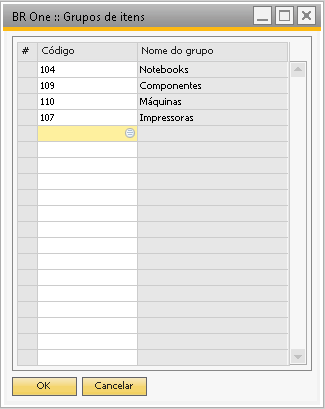 BR One :: Grupos de itens
# Código Nome do grupo
104 Notebooks
109 Componentes
110 Máquinas
107 Impressoras
OK Cancelar